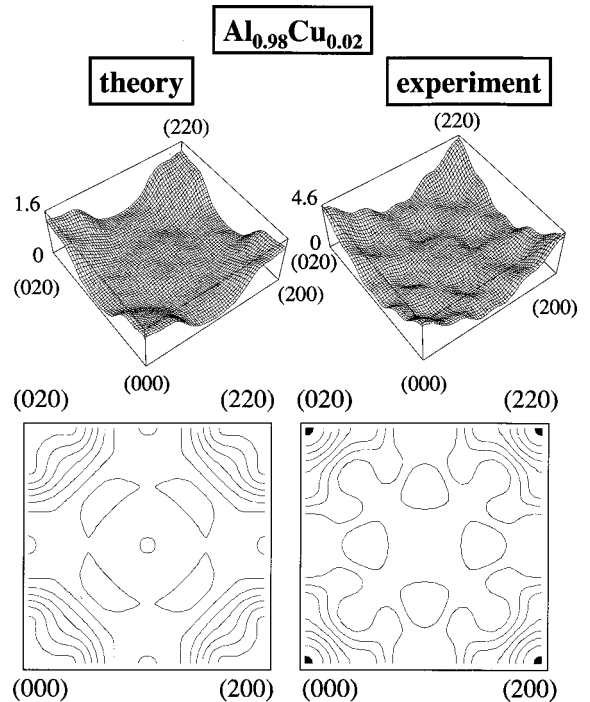 Al0.98Cu0.02
theory experiment
(220) (220)
1.6 4.6
0 0
(020) (020)
(200) (200)
(000) (000)
(020) (220) (020) (220)
(000) (200) (000) (200)